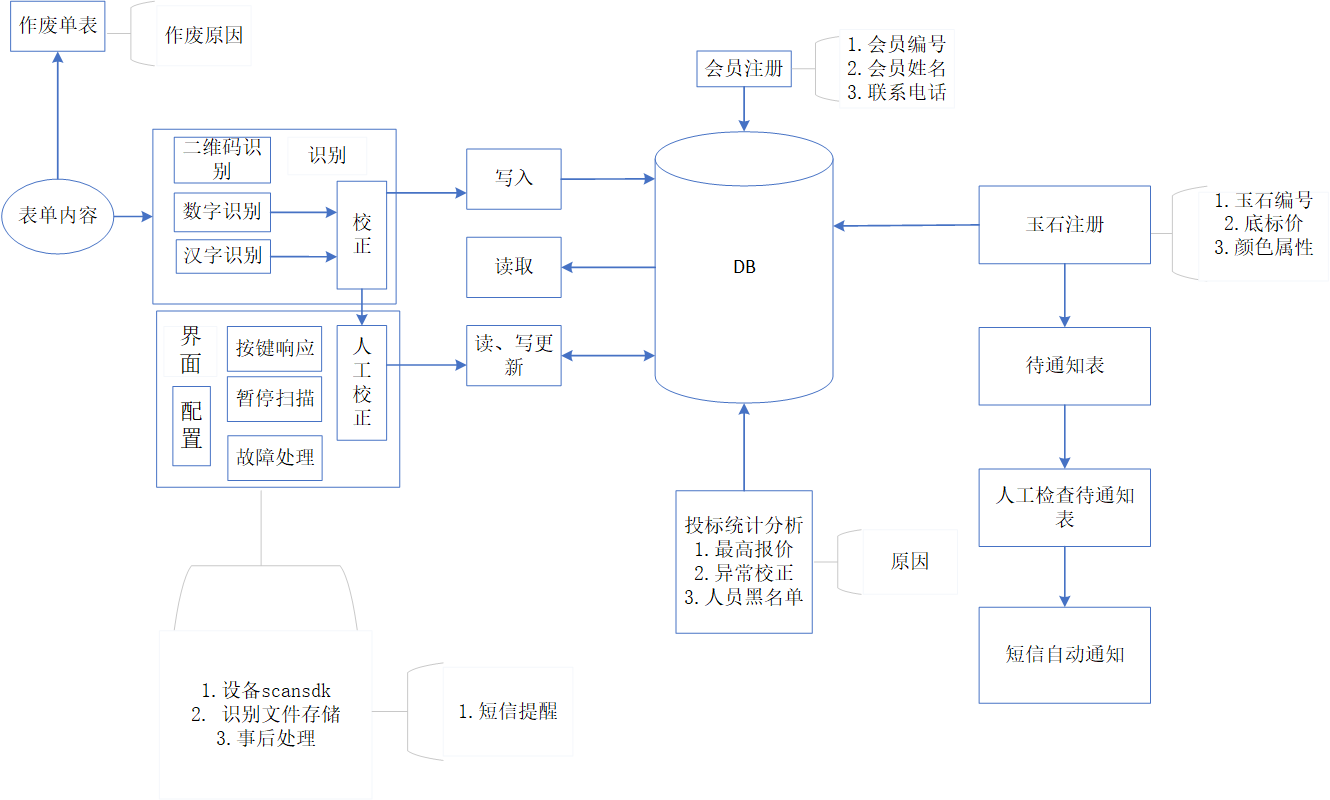 作废单表
作废原因
会员注册
1.会员编号
2.会员姓名
3.联系电话
表单内容
二维码识
别
识别
数字识别
汉字识别
校
正
写入
读取
读、写更
新
DB
玉石注册
1.玉石编号
2.底标价
3.颜色属性
界
面
配
置
按键响应
暂停扫描
故障处理
人
工
校
正
待通知表
人工检查待通知
表
短信自动通知
投标统计分析
1.最高报价
2.异常校正
3.人员黑名单
原因
1.设备scansdk
2. 识别文件存储
3.事后处理
1.短信提醒